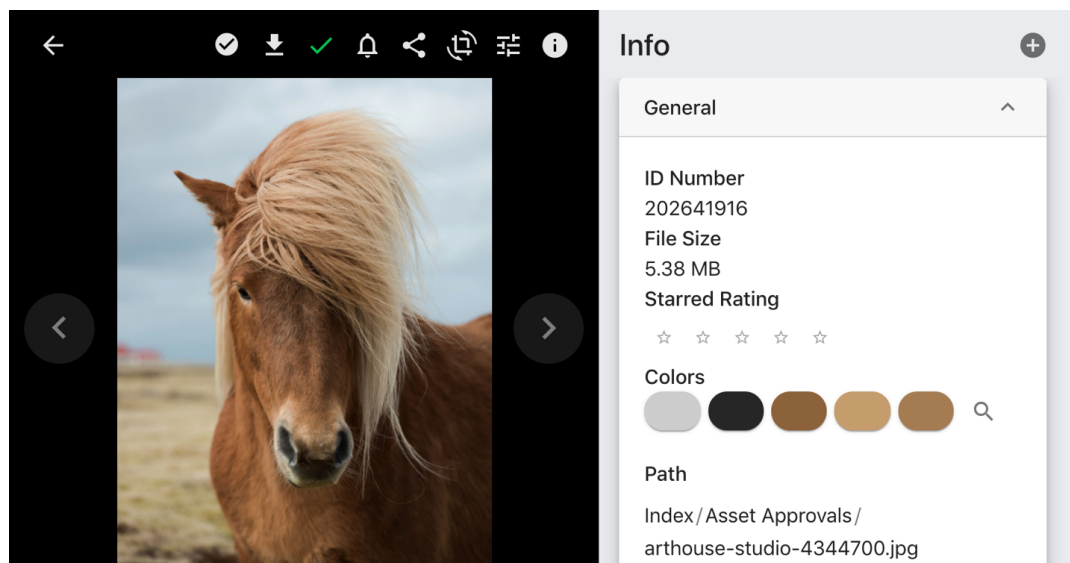 Info
General
ID Number
202641916
File Size
5.38 MB
Starred Rating
Colors
Path
Index/Asset Approvals/
arthouse-studio-4344700.jpg